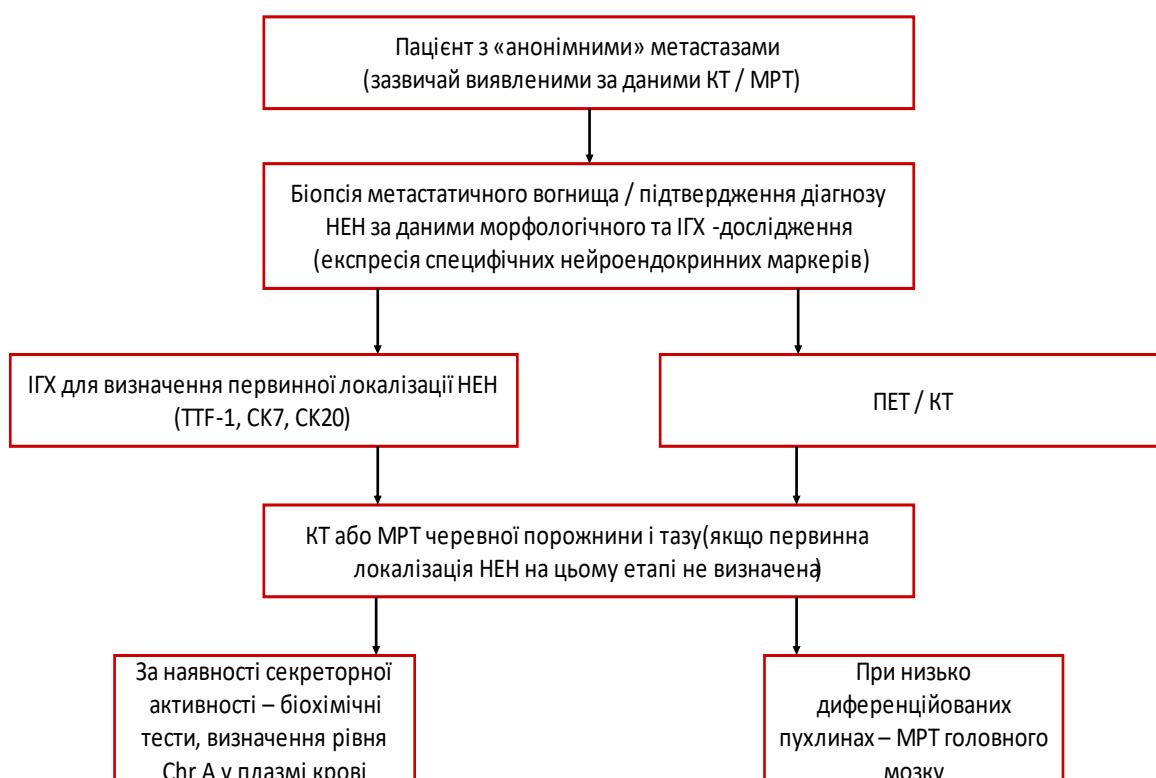 Пацієнт з «анонімними» метастазами
(зазвичай виявленими за даними КТ / МРТ)
Біопсія метастатичного вогнища / підтвердження діагнозу
НЕН за даними морфологічного та ІГХ -дослідження
(експресія специфічних нейроендокринних маркерів)
ІГХ для визначення первинної локалізації НЕН
(TTF-1, CK7, CK20)
ПЕТ / КТ
КТ або МРТ черевної порожнини і тазу(якщо первинна
локалізація НЕН на цьому етапі не визначена)
За наявності секреторної
активності – біохімічні
тести, визначення рівня
Chr A у плазмі крові
При низько
диференційованих
пухлинах – МРТ головного
мозку